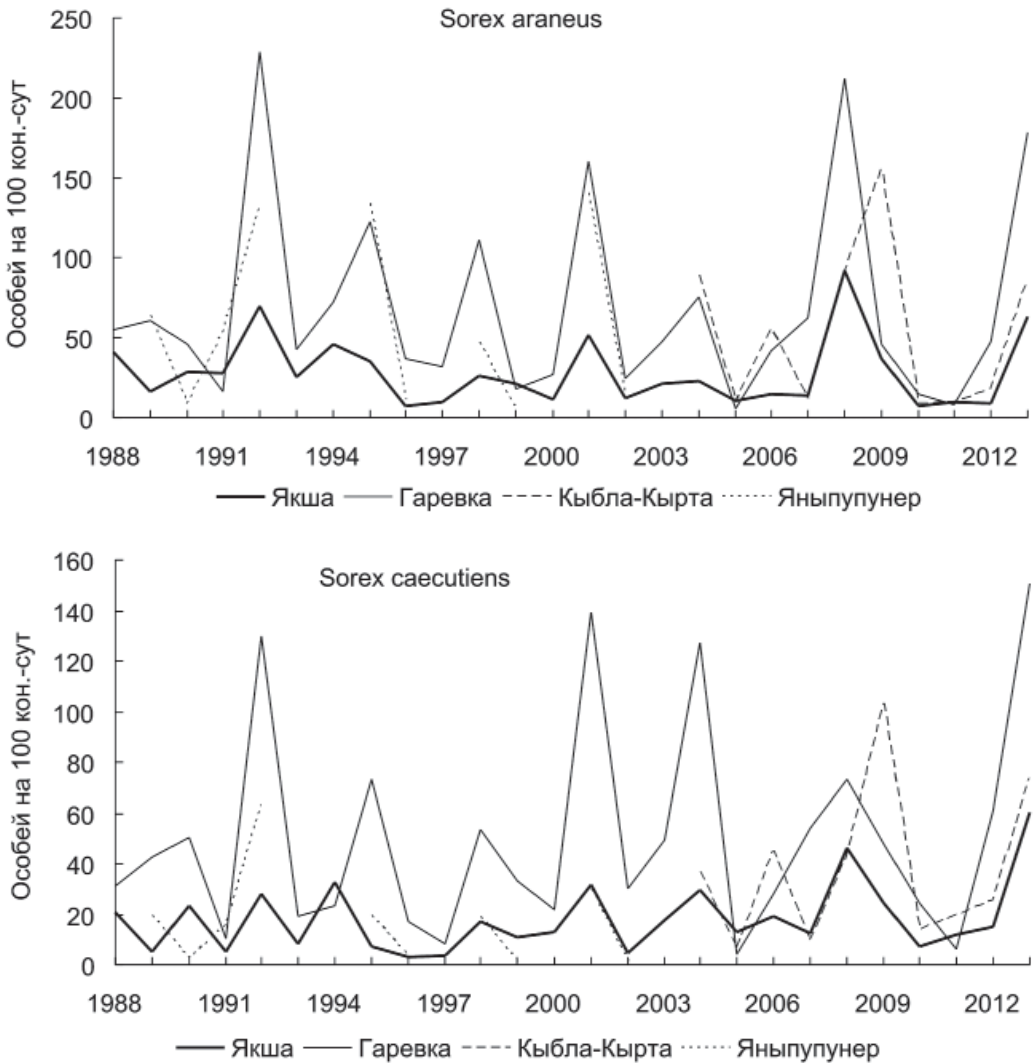 Sorex araneus
Особей на 100 кон.-сут
250
200
150
100
50
0
1988 1991 1994 1997 2000 2003 2006 2009 2012
Якша Гаревка Кыбла-Кырта Яныпупунер
Sorex caecutiens
Особей на 100 кон.-сут
160
140
120
100
80
60
40
20
0
1988 1991 1994 1997 2000 2003 2006 2009 2012
Якша Гаревка Кыбла-Кырта Яныпупунер